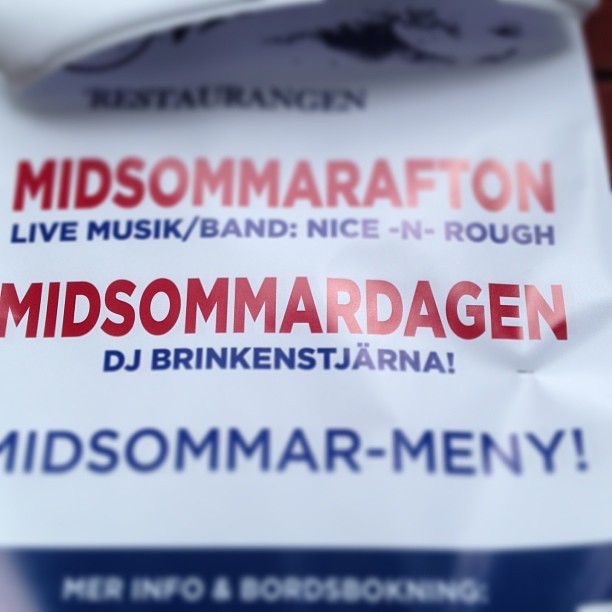 RESTAURANGEN
MIDSOMMARAFTON
LIVE MUSIK/BAND: NICE -N- ROUGH
MIDSOMMARDAGEN
DJ BRINKENSTJÄRNA!
MIDSOMMAR-MENY!
MER INFO & BORDSBOKNING: